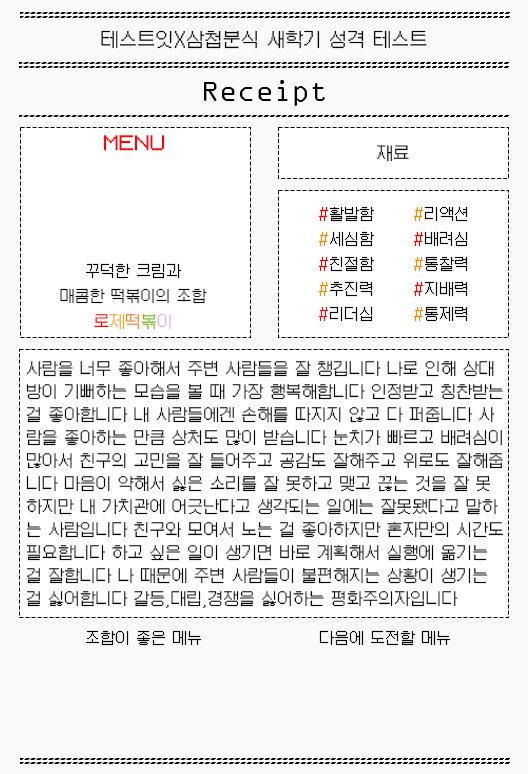 테스트잇X삼첩분식 새학기 성격 테스트
Receipt
MENU
꾸덕한 크림과
매콤한 떡볶이의 조합
로제떡볶이
재료
#활발함 #리액션
#세심함 #배려심
#친절함 #통찰력
#추진력 #지배력
#리더십 #통제력
사람을 너무 좋아해서 주변 사람들을 잘 챙깁니다 나로 인해 상대
방이 기뻐하는 모습을 볼 때 가장 행복해합니다 인정받고 칭찬받는
걸 좋아합니다 내 사람들에겐 손해를 따지지 않고 다 퍼줍니다 사
람을 좋아하는 만큼 상처도 많이 받습니다 눈치가 빠르고 배려심이
많아서 친구의 고민을 잘 들어주고 공감도 잘해주고 위로도 잘해줍
니다 마음이 약해서 싫은 소리를 잘 못하고 맺고 끊는 것을 잘 못
하지만 내 가치관에 어긋난다고 생각되는 일에는 잘못됐다고 말하
는 사람입니다 친구와 모여서 노는 걸 좋아하지만 혼자만의 시간도
필요합니다 하고 싶은 일이 생기면 바로 계획해서 실행에 옮기는
걸 잘합니다 나 때문에 주변 사람들이 불편해지는 상황이 생기는
걸 싫어합니다 갈등,대립,경쟁을 싫어하는 평화주의자입니다
조합이 좋은 메뉴
다음에 도전할 메뉴